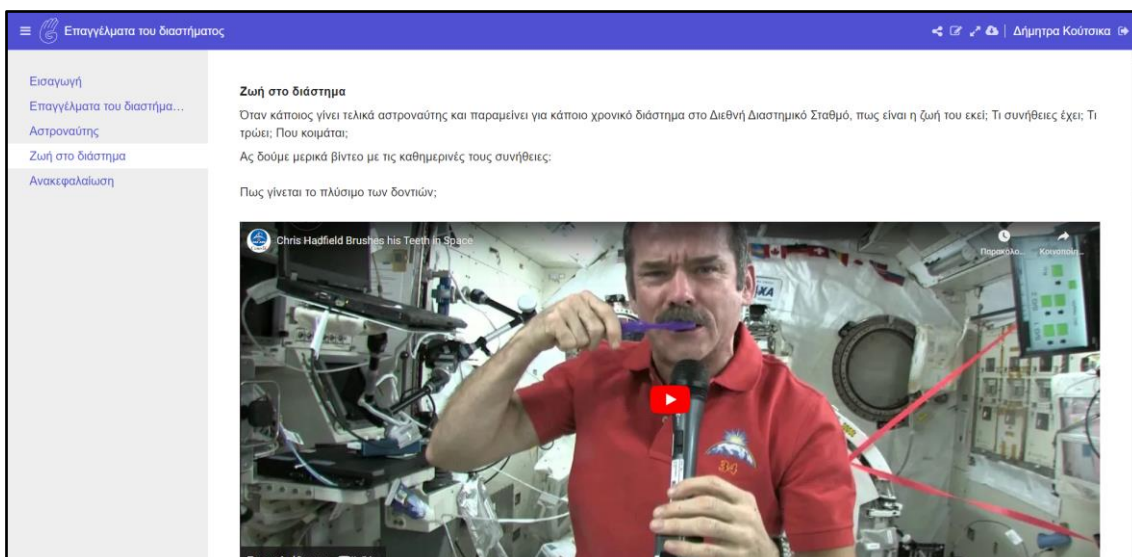 Επαγγέλματα του διαστήματος
Δήμητρα Κούτσικα
Εισαγωγή
Επαγγέλματα του διαστήμα...
Αστροναύτης
Ζωή στο διάστημα
Ανακεφαλαίωση
Ζωή στο διάστημα
Όταν κάποιος γίνει τελικά αστροναύτης και παραμείνει για κάποιο χρονικό διάστημα στο Διεθνή Διαστημικό Σταθμό, πως είναι η ζωή του εκεί; Τι συνήθειες έχει; Τι
τρώει; Που κοιμάται;
Ας δούμε μερικά βίντεο με τις καθημερινές τους συνήθειες:
Πως γίνεται το πλύσιμο των δοντιών;
Chris Hadfield Brushes his Teeth in Space
Παρακολο...
Κοινοποίη...
34